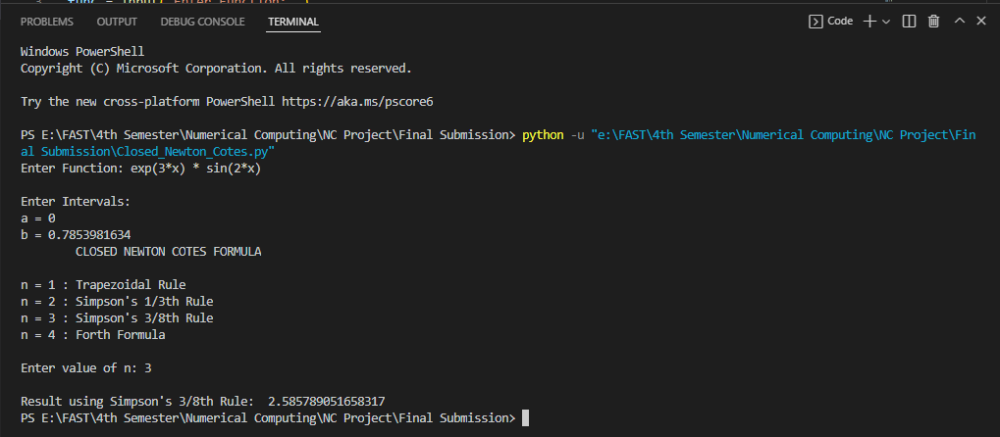 PROBLEMS OUTPUT DEBUG CONSOLE TERMINAL Code
Windows PowerShell
Copyright (C) Microsoft Corporation. All rights reserved.
Try the new cross-platform PowerShell https://aka.ms/pscore6
PS E:\FAST\4th Semester\Numerical Computing\NC Project\Final Submission> python -u "e:\FAST\4th Semester\Numerical Computing\NC Project\Fin
al Submission\Closed_Newton_Cotes.py"
Enter Function: exp(3*x) * sin(2*x)
Enter Intervals:
a = 0
b = 0.7853981634
CLOSED NEWTON COTES FORMULA
n = 1 : Trapezoidal Rule
n = 2 : Simpson's 1/3th Rule
n = 3 : Simpson's 3/8th Rule
n = 4 : Forth Formula
Enter value of n: 3
Result using Simpson's 3/8th Rule:  2.585789051658317
PS E:\FAST\4th Semester\Numerical Computing\NC Project\Final Submission>